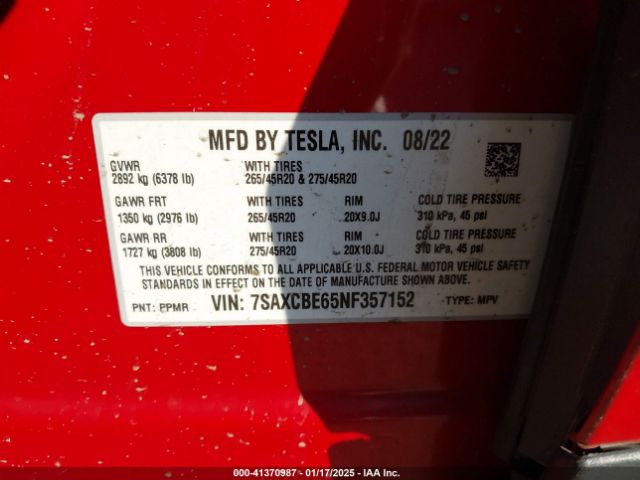 MFD BY TESLA, INC. 08/22
GVWR WITH TIRES
2892 kg (6378 lb) 265/45R20 & 275/45R20
GAWR FRT WITH TIRES RIM COLD TIRE PRESSURE
1350 kg (2976 lb) 265/45R20 20X9.0J 310 kPa, 45 psi
GAWR RR WITH TIRES RIM COLD TIRE PRESSURE
1727 kg (3808 lb) 275/45R20 20X10.0J 310 kPa, 45 psi
THIS VEHICLE CONFORMS TO ALL APPLICABLE U.S. FEDERAL MOTOR VEHICLE SAFETY
STANDARDS IN EFFECT ON THE DATE OF MANUFACTURE SHOWN ABOVE.
PNT: PPMR VIN: 7SAXCBE65NF357152 TYPE: MPV
000-41370987 - 01/17/2025 - IAA Inc.